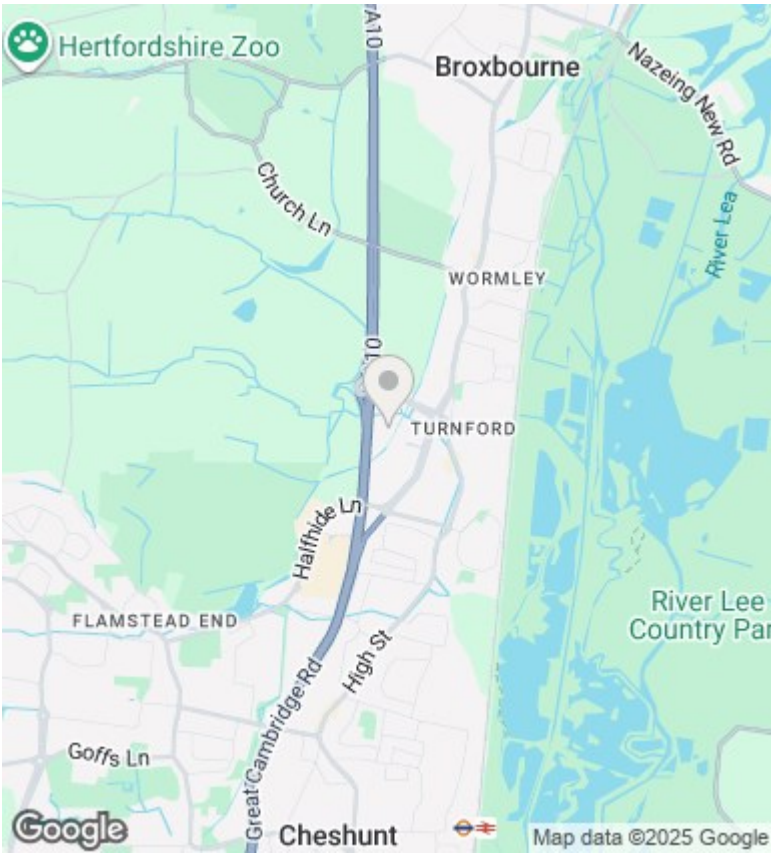 A10
Hertfordshire Zoo
Broxbourne
Nazeing New Rd
Church Ln
River Lea
WORMLEY
A10
TURNFORD
Halfhide Ln
FLAMSTEAD END
River Lee
Country Par
High St
Great Cambridge Rd
Goffs Ln
Google
Cheshunt
Map data ©2025 Google